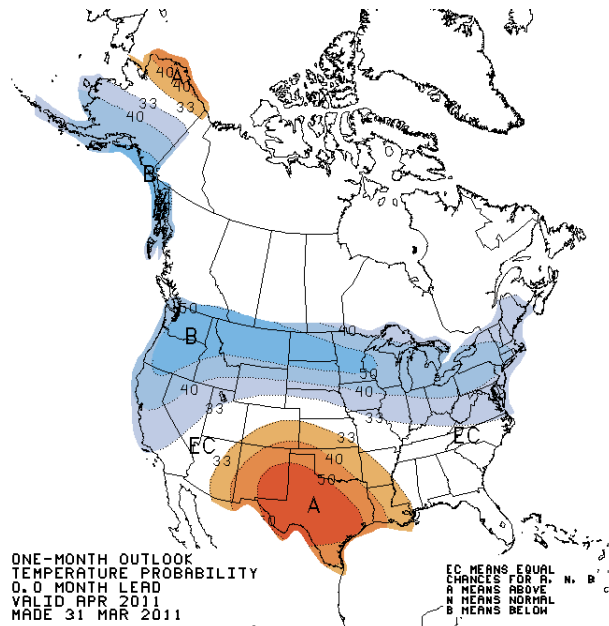 A
40
40
33
33
40
B
50
B
40
50
40
40
33
33
EC
EC
33
33
40
50
A
50
ONE-MONTH OUTLOOK
TEMPERATURE PROBABILITY
0.0 MONTH LEAD
VALID APR 2011
MADE 31 MAR 2011
EC MEANS EQUAL
CHANCES FOR A, N, B
A MEANS ABOVE
N MEANS NORMAL
B MEANS BELOW